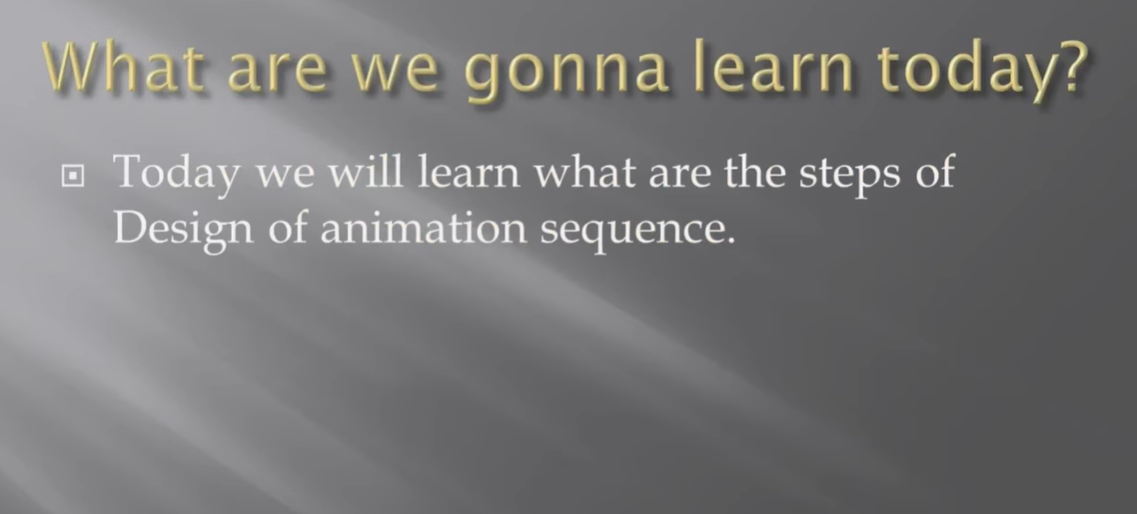 What are we gonna learn today?
Today we will learn what are the steps of
Design of animation sequence.